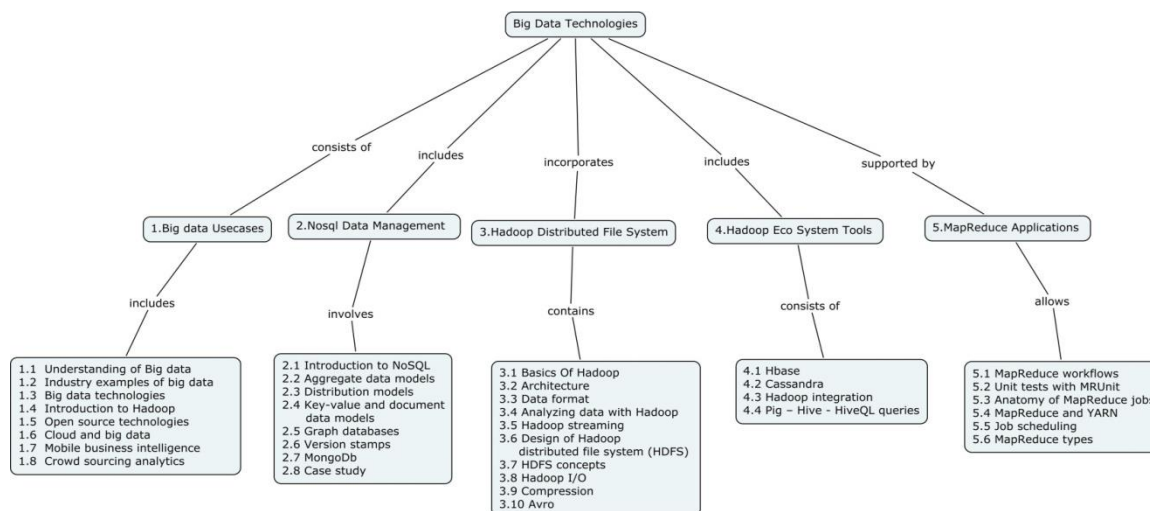 Big Data Technologies
consists of
includes
incorporates
includes
supported by
1.Big data Usecases
2.Nosql Data Management
3.Hadoop Distributed File System
4.Hadoop Eco System Tools
5.MapReduce Applications
includes
involves
contains
consists of
allows
1.1 Understanding of Big data
1.2 Industry examples of big data
1.3 Big data technologies
1.4 Introduction to Hadoop
1.5 Open source technologies
1.6 Cloud and big data
1.7 Mobile business intelligence
1.8 Crowd sourcing analytics
2.1 Introduction to NoSQL
2.2 Aggregate data models
2.3 Distribution models
2.4 Key-value and document
data models
2.5 Graph databases
2.6 Version stamps
2.7 MongoDb
2.8 Case study
3.1 Basics Of Hadoop
3.2 Architecture
3.3 Data format
3.4 Analyzing data with Hadoop
3.5 Hadoop streaming
3.6 Design of Hadoop
distributed file system (HDFS)
3.7 HDFS concepts
3.8 Hadoop I/O
3.9 Compression
3.10 Avro
4.1 Hbase
4.2 Cassandra
4.3 Hadoop integration
4.4 Pig – Hive - HiveQL queries
5.1 MapReduce workflows
5.2 Unit tests with MRUnit
5.3 Anatomy of MapReduce jobs
5.4 MapReduce and YARN
5.5 Job scheduling
5.6 MapReduce types